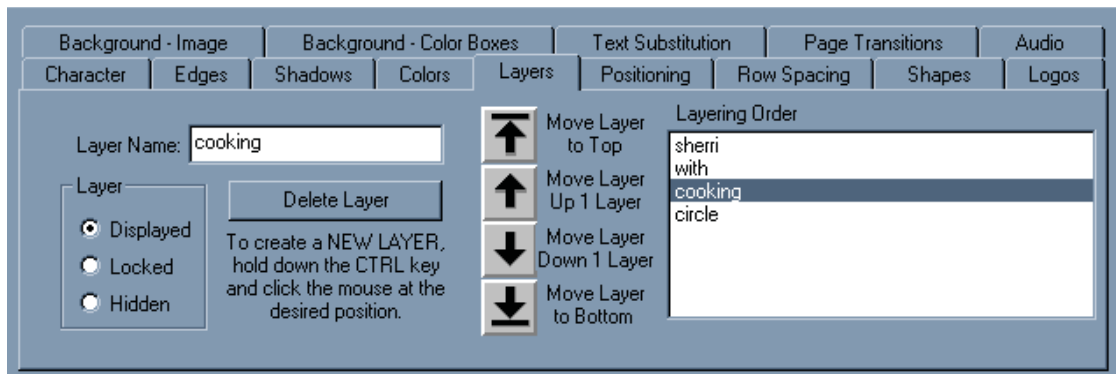 Background - Image
Background - Color Boxes
Text Substitution
Page Transitions
Audio
Character
Edges
Shadows
Colors
Layers
Positioning
Row Spacing
Shapes
Logos
Layer Name: cooking
Layer
Displayed
Locked
Hidden
Delete Layer
To create a NEW LAYER,
hold down the CTRL key
and click the mouse at the
desired position.
Move Layer
to Top
Move Layer
Up 1 Layer
Move Layer
Down 1 Layer
Move Layer
to Bottom
Layering Order
sherri
with
cooking
circle